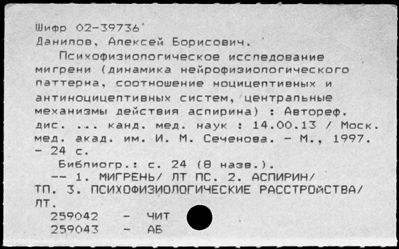 Шифр 02-39736
Данилов, Алексей Борисович.
Психофизиологическое исследование
мигрени (динамика нейрофизиологического
паттерна, соотношение ноцицептивных и
антиноцицептивных систем, центральные
механизмы действия аспирина) : Автореф.
дис. ... канд. мед. наук : 14.00.13 / Моск.
мед. акад. им. И. М. Сеченова. - М., 1997.
- 24 с.
Библиогр.: с. 24 (8 назв.).
-- 1. МИГРЕНЬ/ ЛТ ПС. 2. АСПИРИН/
ТП. 3. ПСИХОФИЗИОЛОГИЧЕСКИЕ РАССТРОЙСТВА/
ЛТ.
259042 - ЧИТ
259043 - АБ